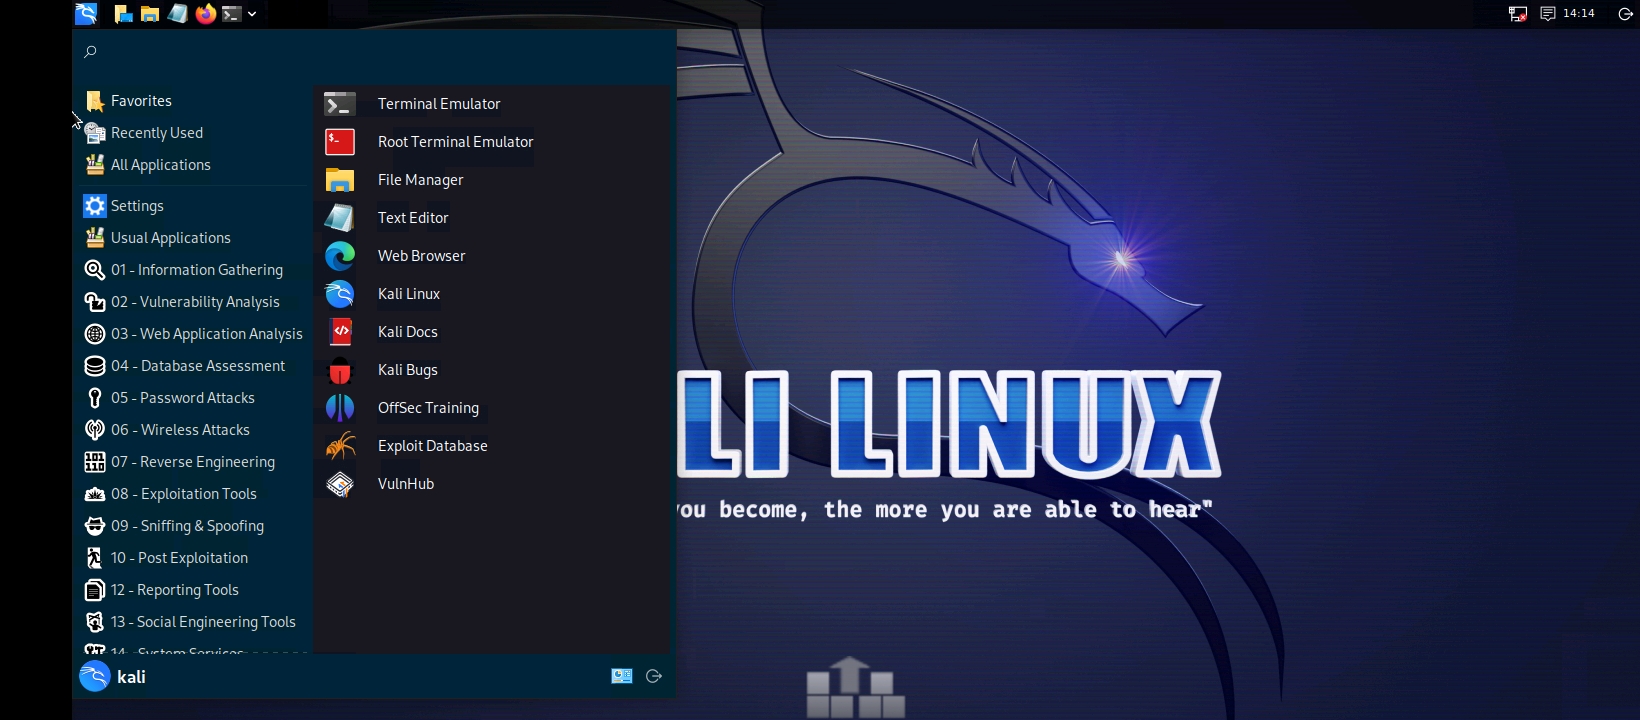 14:14
Favorites
Recently Used
All Applications
Settings
Usual Applications
01 - Information Gathering
02 - Vulnerability Analysis
03 - Web Application Analysis
04 - Database Assessment
05 - Password Attacks
06 - Wireless Attacks
07 - Reverse Engineering
08 - Exploitation Tools
09 - Sniffing & Spoofing
10 - Post Exploitation
12 - Reporting Tools
13 - Social Engineering Tools
14 - System Services
Terminal Emulator
Root Terminal Emulator
File Manager
Text Editor
Web Browser
Kali Linux
Kali Docs
Kali Bugs
OffSec Training
Exploit Database
VulnHub
kali
LI LINUX
you become, the more you are able to hear"